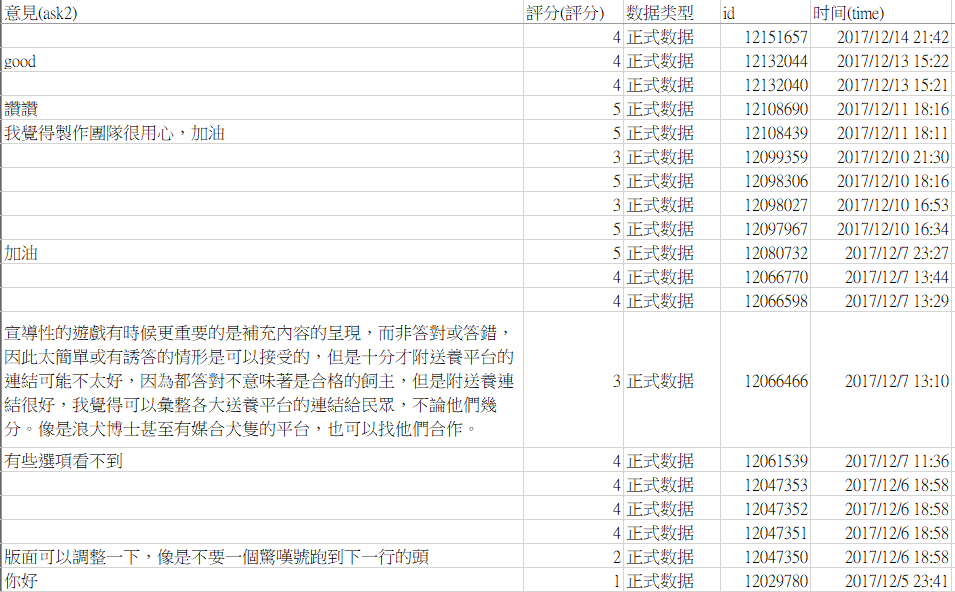 意見(ask2) 評分(評分) 数据类型 id 时间(time)
4 正式数据 12151657 2017/12/14 21:42
good 4 正式数据 12132044 2017/12/13 15:22
4 正式数据 12132040 2017/12/13 15:21
讚讚 5 正式数据 12108690 2017/12/11 18:16
我覺得製作團隊很用心，加油 5 正式数据 12108439 2017/12/11 18:11
3 正式数据 12099359 2017/12/10 21:30
5 正式数据 12098306 2017/12/10 18:16
3 正式数据 12098027 2017/12/10 16:53
5 正式数据 12097967 2017/12/10 16:34
加油 5 正式数据 12080732 2017/12/7 23:27
4 正式数据 12066770 2017/12/7 13:44
4 正式数据 12066598 2017/12/7 13:29
宣導性的遊戲有時候更重要的是補充內容的呈現，而非答對或答錯，
因此太簡單或有誘答的情形是可以接受的，但是十分才附送養平台的
連結可能不太好，因為都答對不意味著是合格的飼主，但是附送養連
結很好，我覺得可以彙整各大送養平台的連結給民眾，不論他們幾
分。像是浪犬博士甚至有媒合犬隻的平台，也可以找他們合作。
3 正式数据 12066466 2017/12/7 13:10
有些選項看不到 4 正式数据 12061539 2017/12/7 11:36
4 正式数据 12047353 2017/12/6 18:58
4 正式数据 12047352 2017/12/6 18:58
4 正式数据 12047351 2017/12/6 18:58
版面可以調整一下，像是不要一個驚嘆號跑到下一行的頭 2 正式数据 12047350 2017/12/6 18:58
你好 1 正式数据 12029780 2017/12/5 23:41